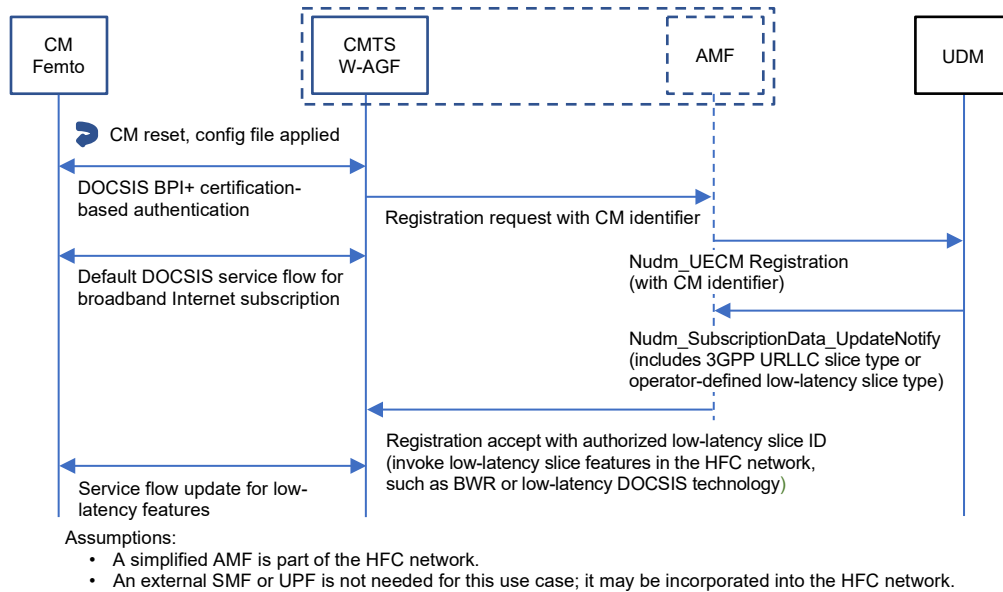 CM
Femto
CMTS
W-AGF
AMF
UDM
CM reset, config file applied
DOCSIS BPI+ certification-
based authentication
Registration request with CM identifier
Default DOCSIS service flow for
broadband Internet subscription
Nudm_UECM Registration
(with CM identifier)
Nudm_SubscriptionData_UpdateNotify
(includes 3GPP URLLC slice type or
operator-defined low-latency slice type)
Registration accept with authorized low-latency slice ID
(invoke low-latency slice features in the HFC network,
such as BWR or low-latency DOCSIS technology)
Service flow update for low-
latency features
Assumptions:
• A simplified AMF is part of the HFC network.
• An external SMF or UPF is not needed for this use case; it may be incorporated into the HFC network.